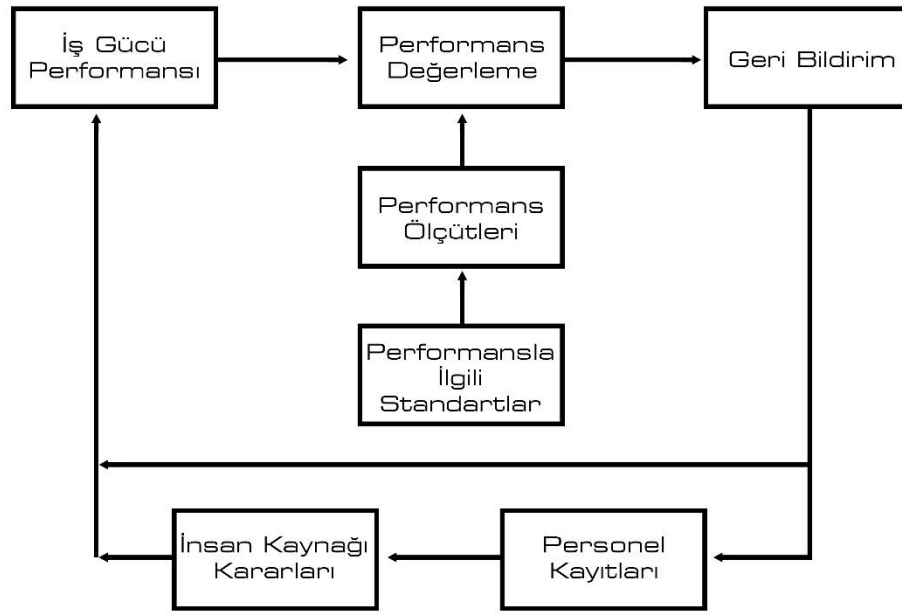 İş Gücü
Performansı
Performans
Değerleme
Geri Bildirim
Performans
Ölçütleri
Performansla
İlgili
Standartlar
İnsan Kaynağı
Kararları
Personel
Kayıtları